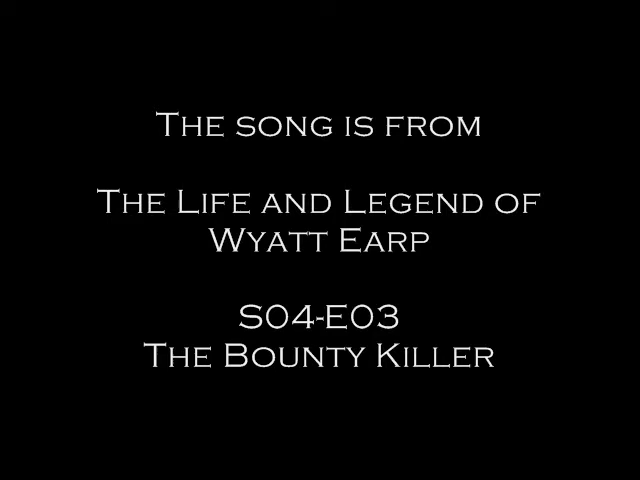 The song is from
The Life and Legend of
Wyatt Earp
S04-E03
The Bounty Killer